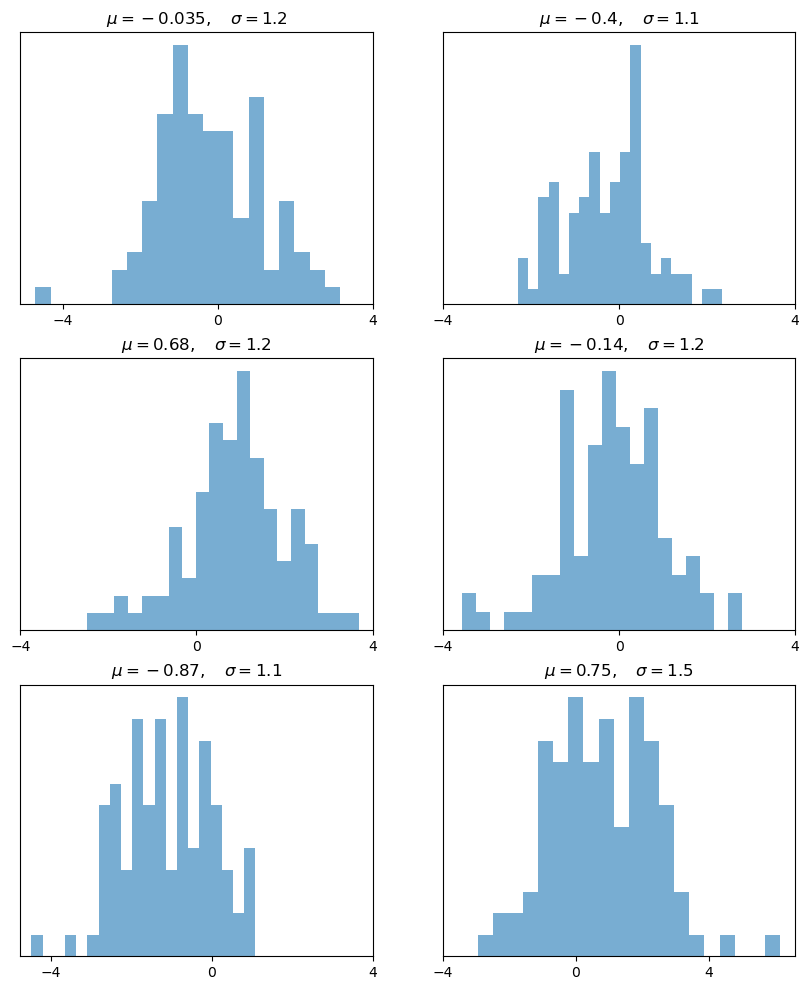 μ = −0.035, σ = 1.2
−4 0 4
μ = −0.4, σ = 1.1
−4 0 4
μ = 0.68, σ = 1.2
−4 0 4
μ = −0.14, σ = 1.2
−4 0 4
μ = −0.87, σ = 1.1
−4 0 4
μ = 0.75, σ = 1.5
−4 0 4